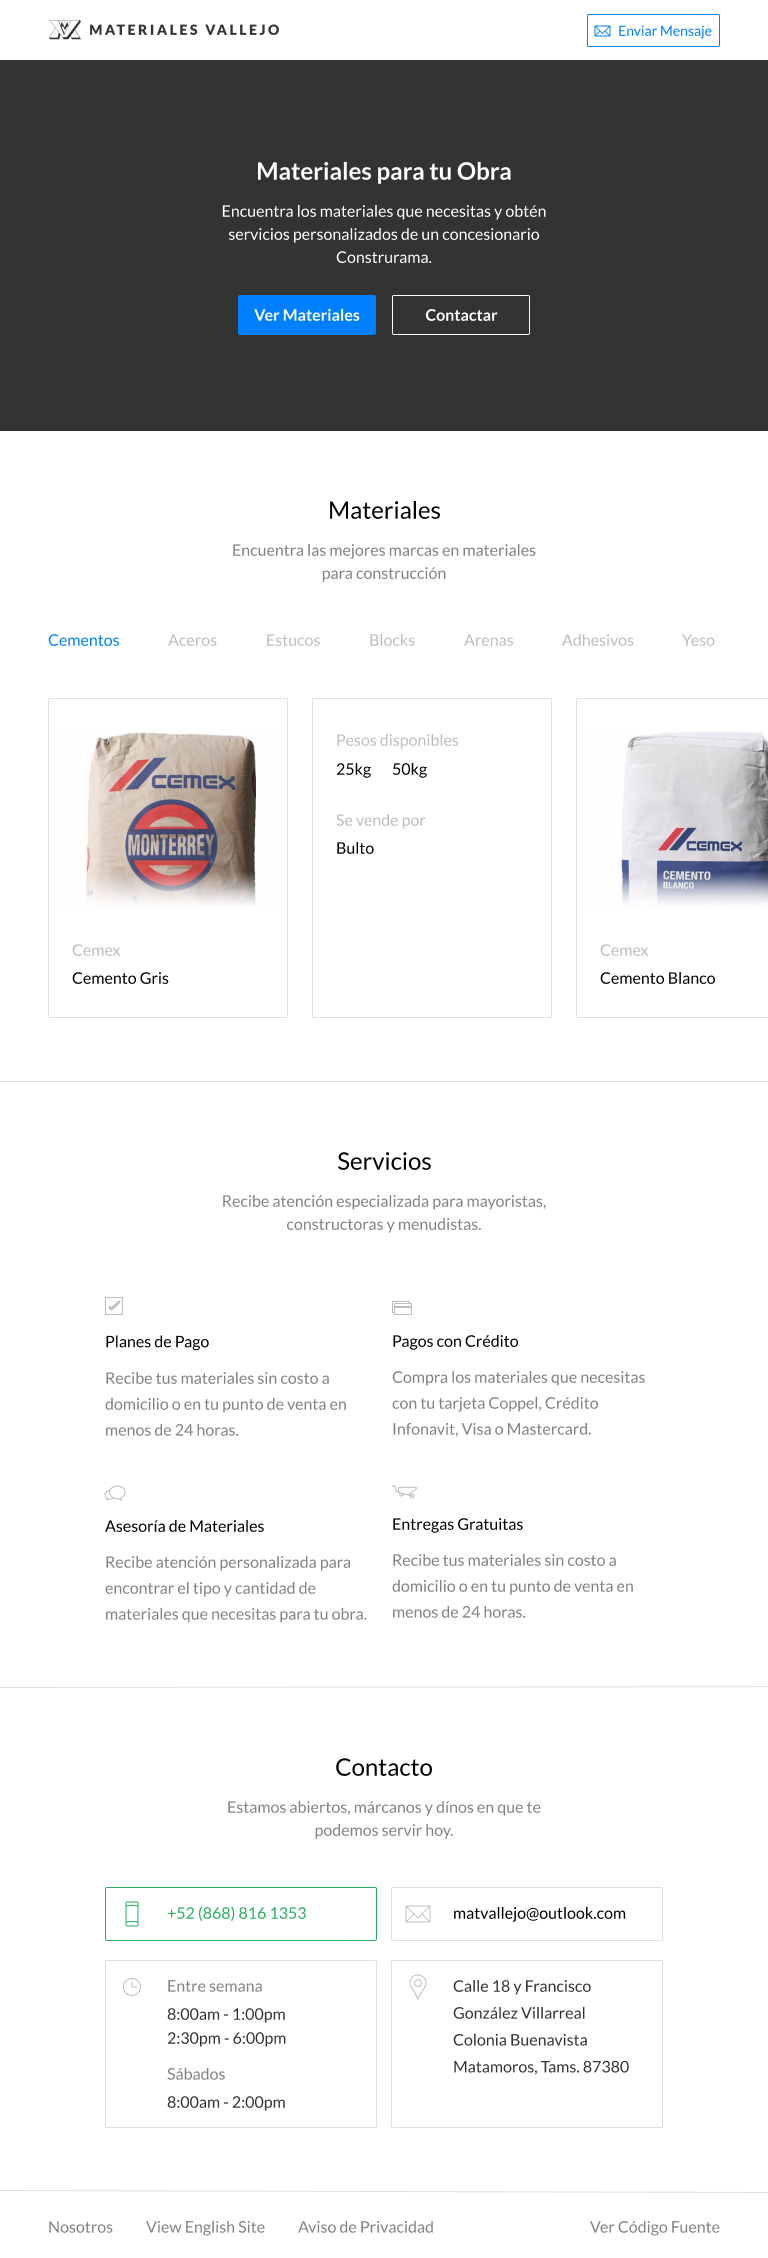 MATERIALES VALLEJO
Enviar Mensaje
Materiales para tu Obra
Encuentra los materiales que necesitas y obtén
servicios personalizados de un concesionario
Construrama.
Ver Materiales
Contactar
Materiales
Encuentra las mejores marcas en materiales
para construcción
Cementos
Aceros
Estucos
Blocks
Arenas
Adhesivos
Yeso
CEMEX
MONTERREY
Cemex
Cemento Gris
Pesos disponibles
25kg 50kg
Se vende por
Bulto
CEMEX
CEMENTO
BLANCO
Cemex
Cemento Blanco
Servicios
Recibe atención especializada para mayoristas,
constructoras y menudistas.
Planes de Pago
Recibe tus materiales sin costo a
domicilio o en tu punto de venta en
menos de 24 horas.
Pagos con Crédito
Compra los materiales que necesitas
con tu tarjeta Coppel, Crédito
Infonavit, Visa o Mastercard.
Asesoría de Materiales
Recibe atención personalizada para
encontrar el tipo y cantidad de
materiales que necesitas para tu obra.
Entregas Gratuitas
Recibe tus materiales sin costo a
domicilio o en tu punto de venta en
menos de 24 horas.
Contacto
Estamos abiertos, márcanos y dínos en que te
podemos servir hoy.
+52 (868) 816 1353
matvallejo@outlook.com
Entre semana
8:00am - 1:00pm
2:30pm - 6:00pm
Sábados
8:00am - 2:00pm
Calle 18 y Francisco
González Villarreal
Colonia Buenavista
Matamoros, Tams. 87380
Nosotros
View English Site
Aviso de Privacidad
Ver Código Fuente